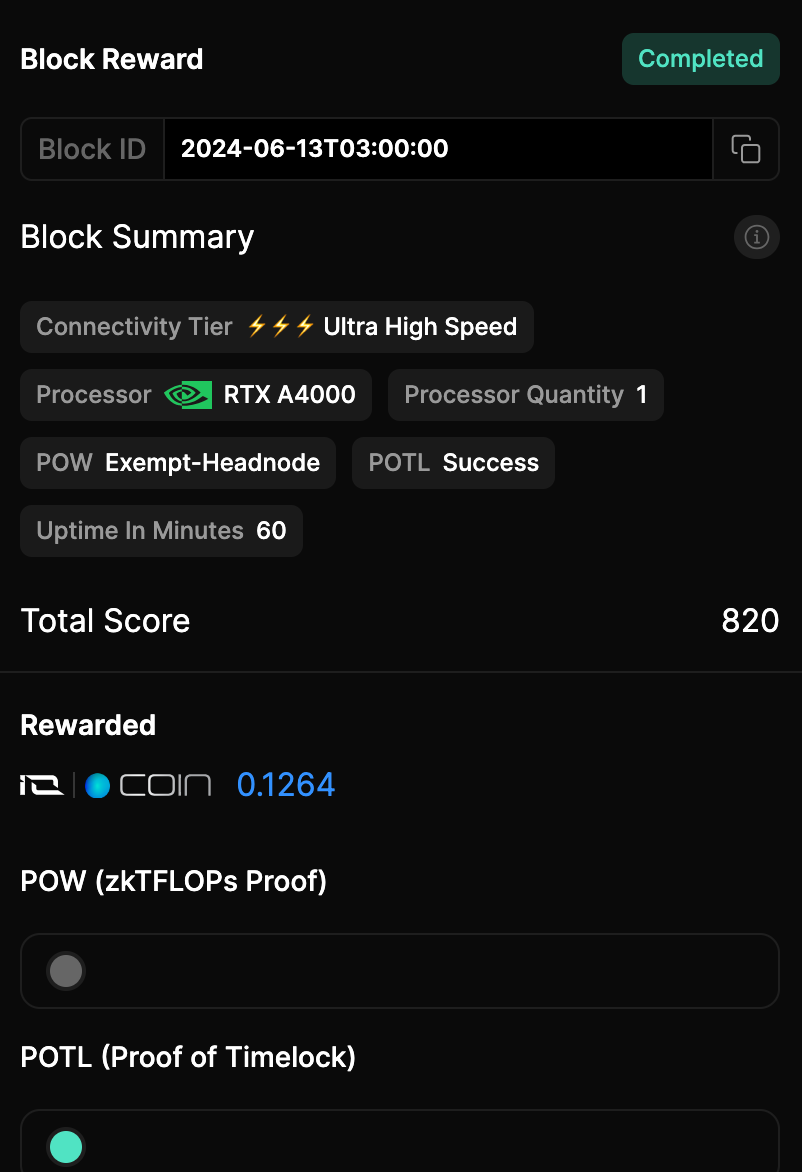 Block Reward
Completed
Block ID
2024-06-13T03:00:00
Block Summary
Connectivity Tier ⚡⚡⚡ Ultra High Speed
Processor RTX A4000
Processor Quantity 1
POW Exempt-Headnode
POTL Success
Uptime In Minutes 60
Total Score
820
Rewarded
IO | COIN 0.1264
POW (zkTFLOPs Proof)
POTL (Proof of Timelock)